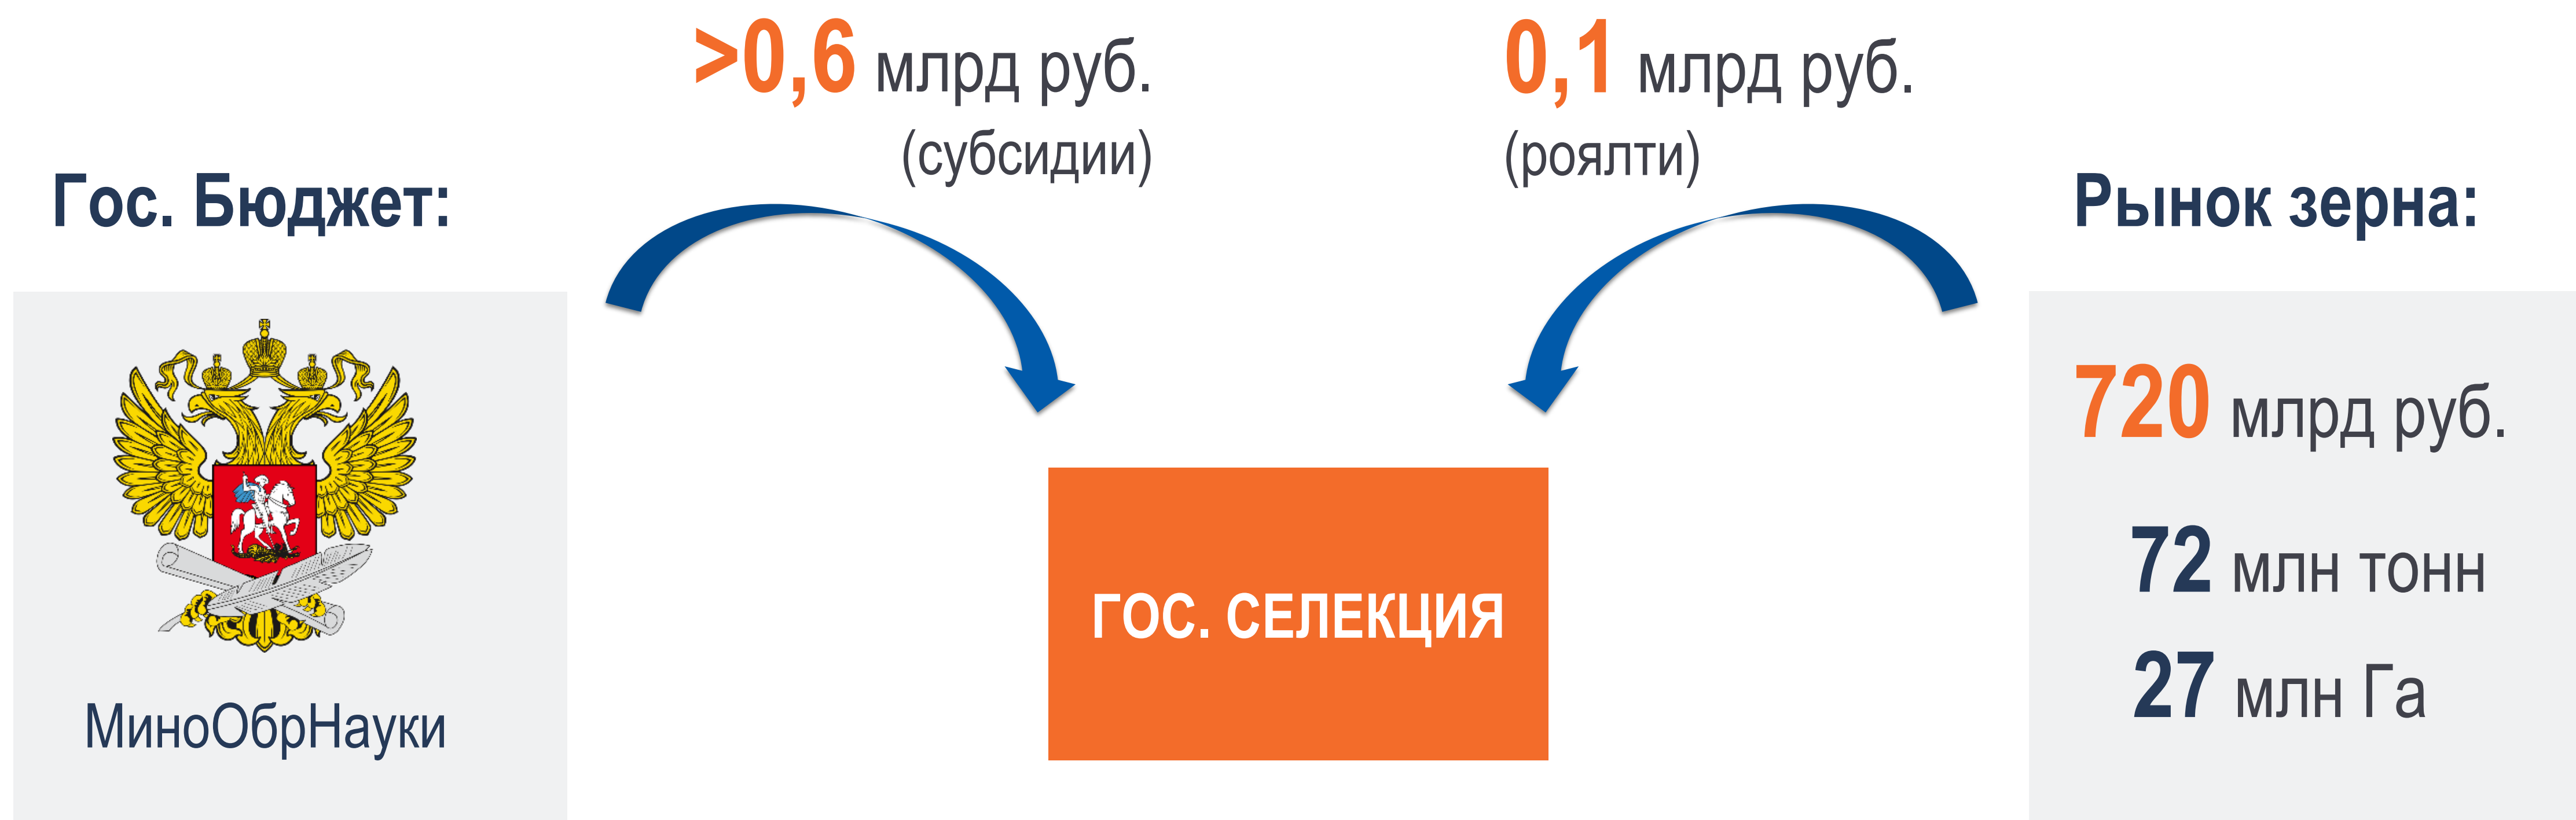 >0,6 млрд руб.
(субсидии)
0,1 млрд руб.
(роялти)
Гос. Бюджет:
Рынок зерна:
МиноОбрНауки
ГОС. СЕЛЕКЦИЯ
720 млрд руб.
72 млн тонн
27 млн Га